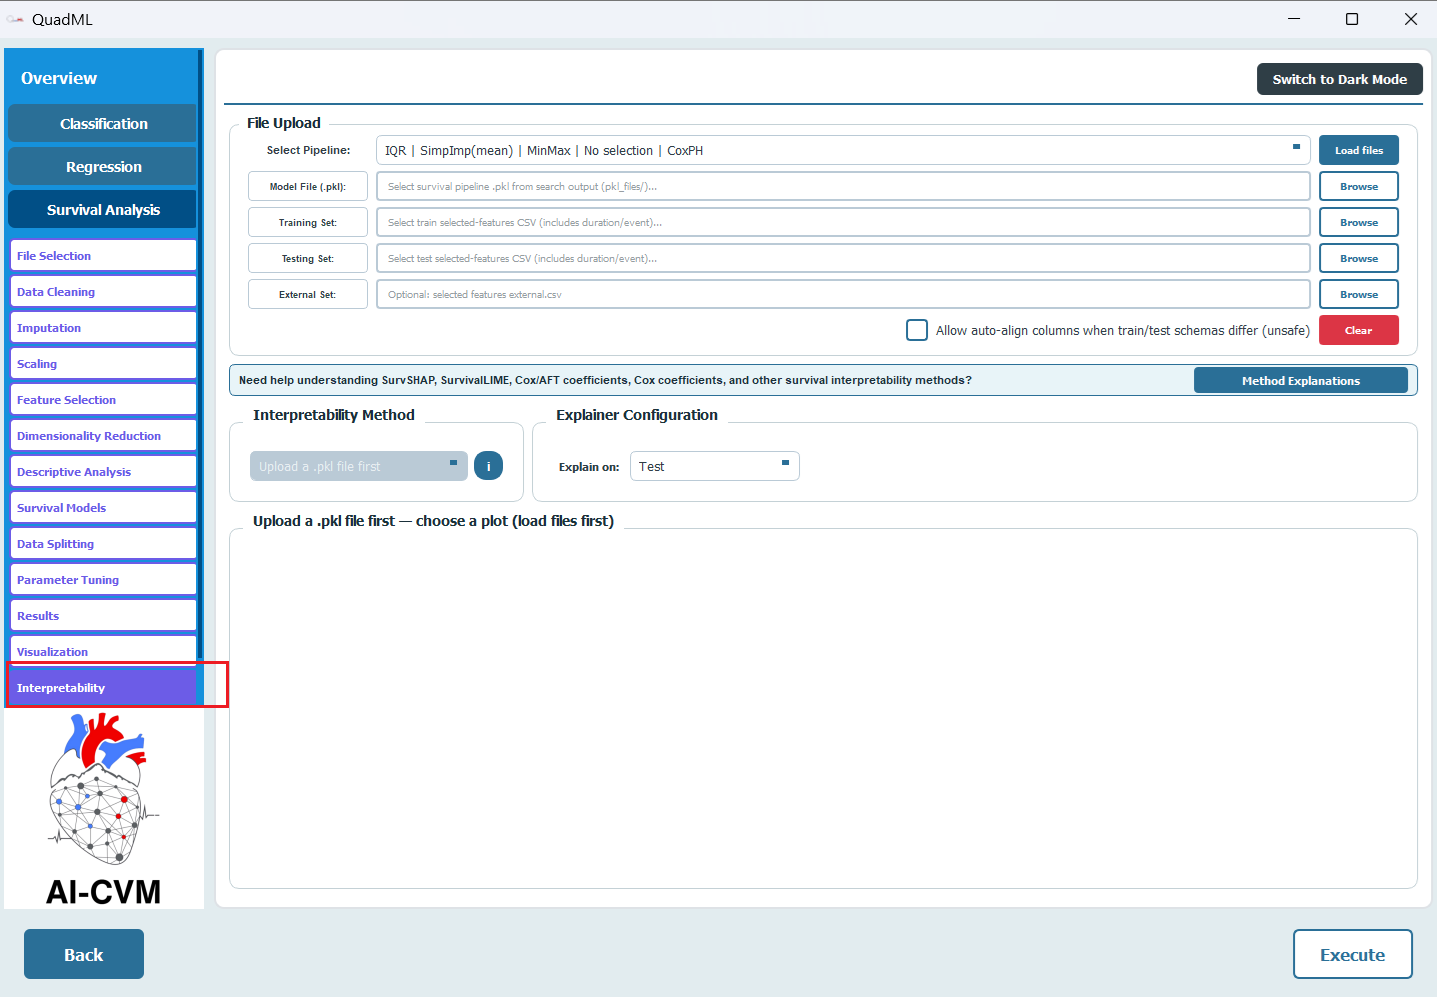 QuadML
Overview
Classification
Regression
Survival Analysis
File Selection
Data Cleaning
Imputation
Scaling
Feature Selection
Dimensionality Reduction
Descriptive Analysis
Survival Models
Data Splitting
Parameter Tuning
Results
Visualization
Interpretability
AI-CVM
Back
Switch to Dark Mode
File Upload
Select Pipeline: IQR | SimpImp(mean) | MinMax | No selection | CoxPH Load files
Model File (.pkl): Select survival pipeline .pkl from search output (pkl_files/)... Browse
Training Set: Select train selected-features CSV (includes duration/event)... Browse
Testing Set: Select test selected-features CSV (includes duration/event)... Browse
External Set: Optional: selected features external.csv Browse
Allow auto-align columns when train/test schemas differ (unsafe) Clear
Need help understanding SurvSHAP, SurvivalLIME, Cox/AFT coefficients, Cox coefficients, and other survival interpretability methods? Method Explanations
Interpretability Method
Upload a .pkl file first i
Explainer Configuration
Explain on: Test
Upload a .pkl file first — choose a plot (load files first)
Execute